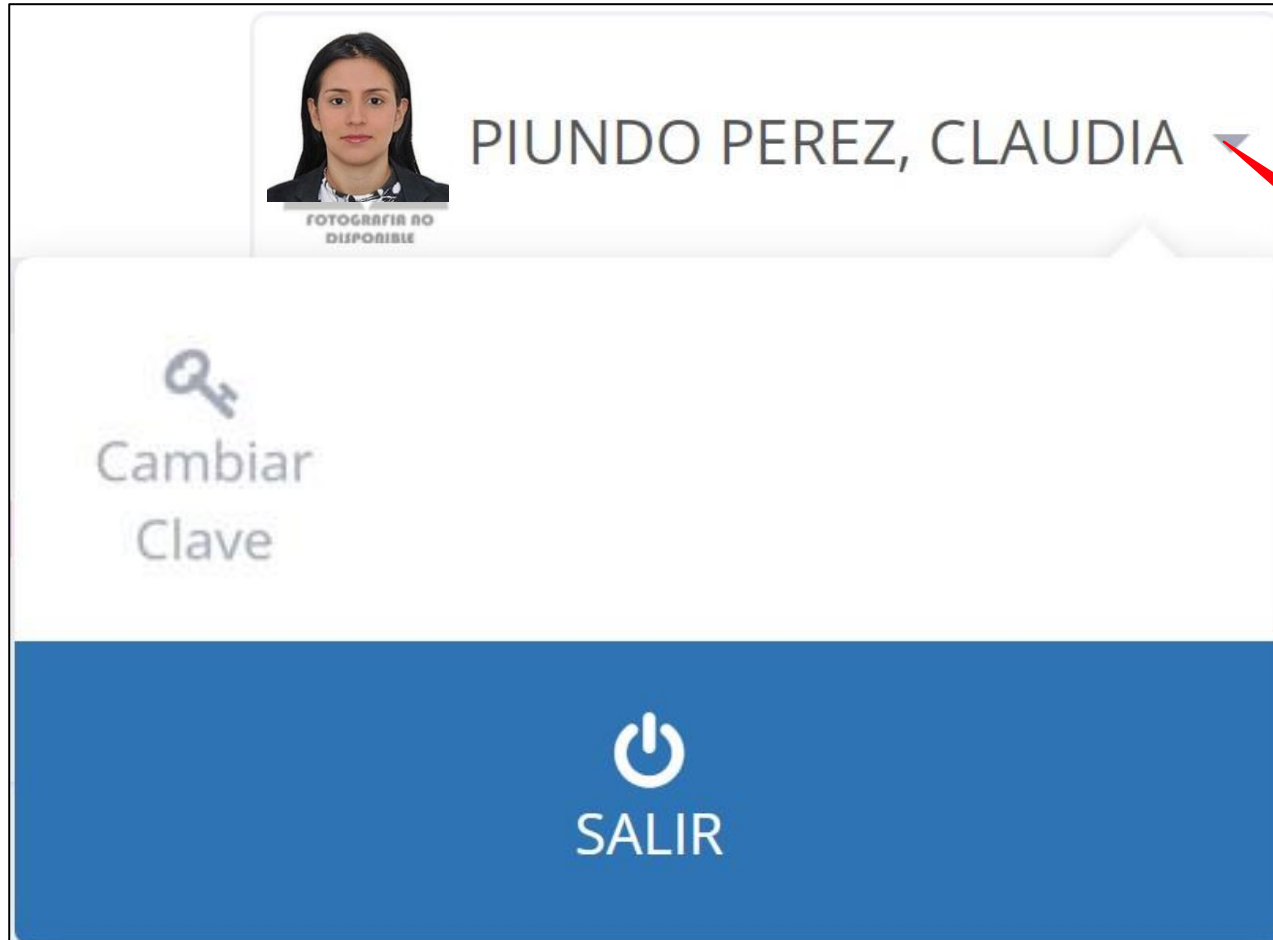 PIUNDO PEREZ, CLAUDIA
FOTOGRAFIA NO
DISPONIBLE
Cambiar
Clave
SALIR